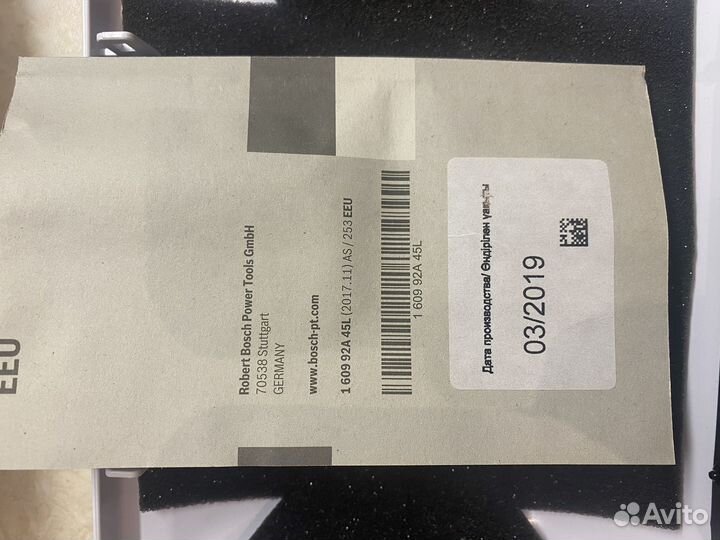 EEU
Robert Bosch Power Tools GmbH
70538 Stuttgart
GERMANY
www.bosch-pt.com
1 609 92A 45L (2017.11) AS / 253 EEU
1 609 92A 45L
Дата производства/ Өндірілген уақыты
03/2019
Avito